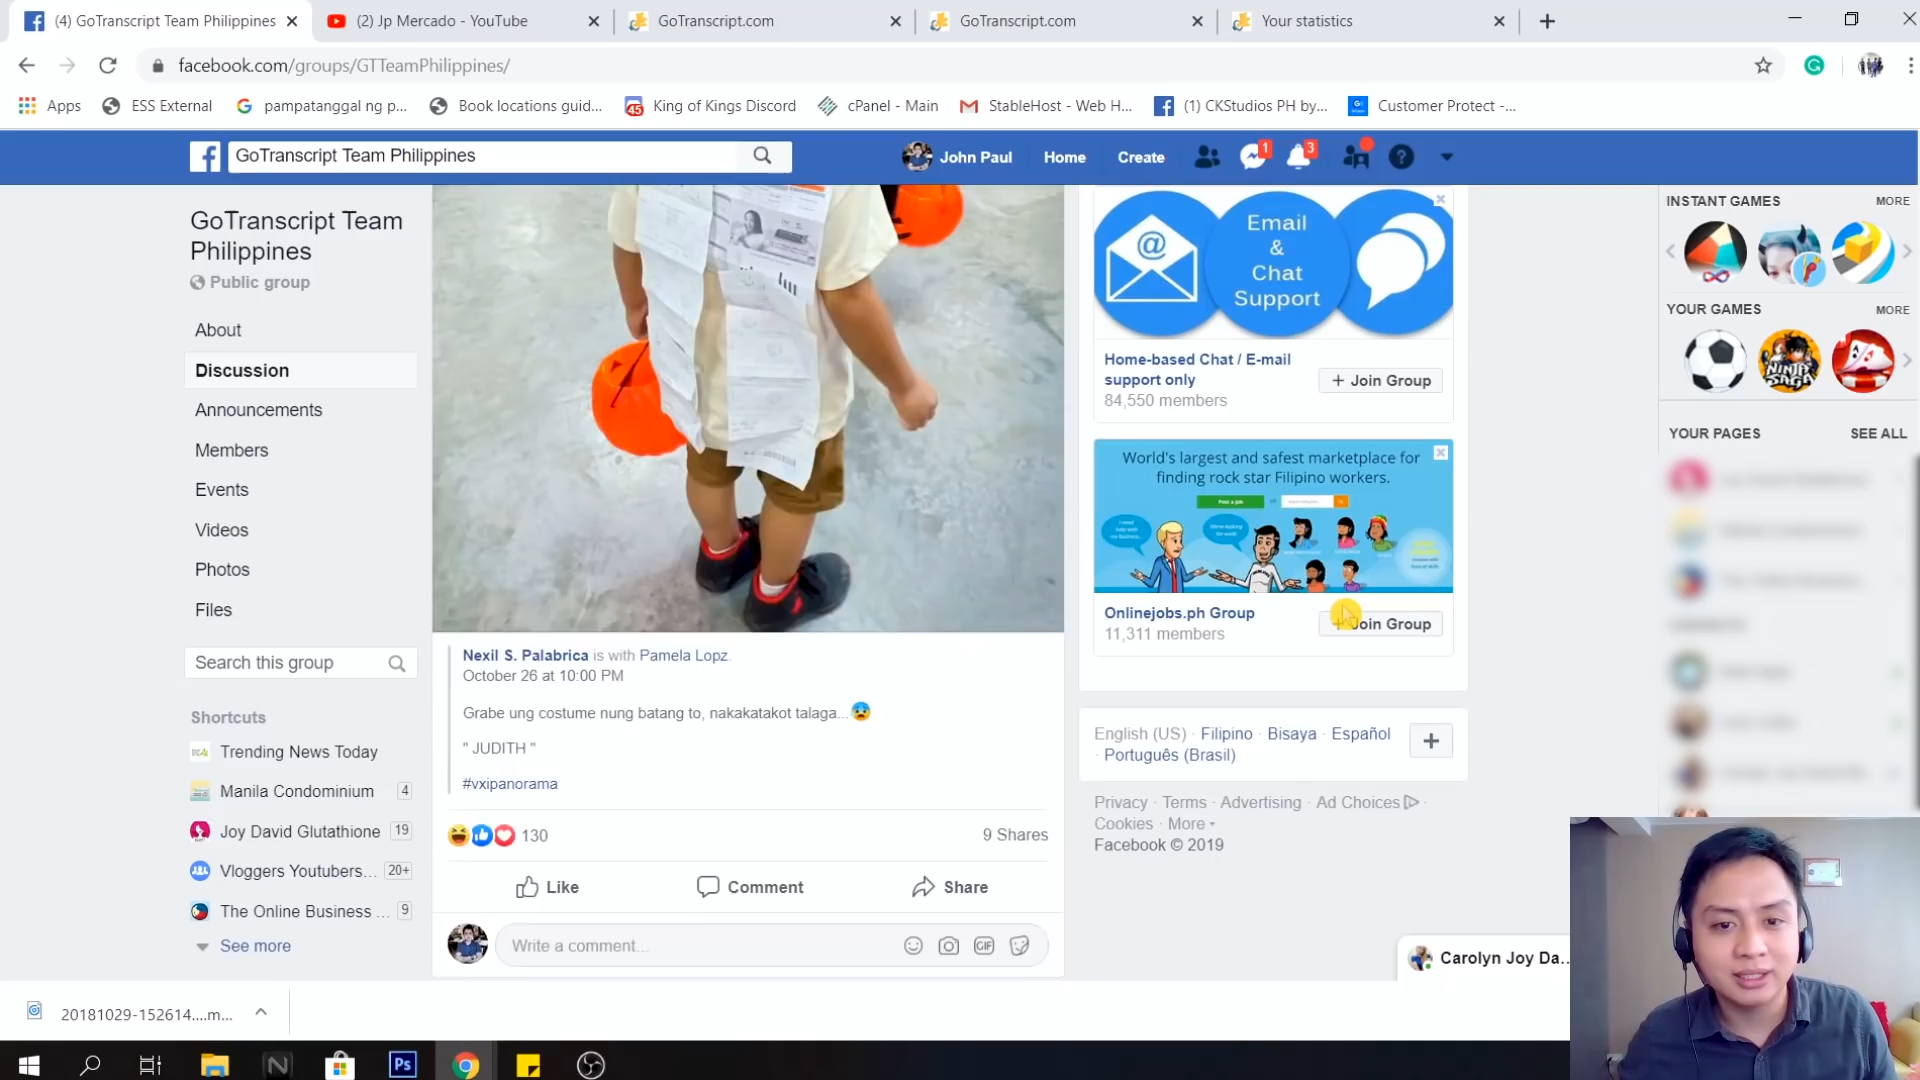 (4) GoTranscript Team Philippines
(2) Jp Mercado - YouTube
GoTranscript.com
GoTranscript.com
Your statistics
facebook.com/groups/GTTeamPhilippines/
Apps
ESS External
pampatanggal ng p...
Book locations guid...
45
King of Kings Discord
cPanel - Main
StableHost - Web H...
(1) CKStudios PH by...
Customer Protect -...
GoTranscript Team Philippines
John Paul
Home
Create
1
3
GoTranscript Team
Philippines
Public group
About
Discussion
Announcements
Members
Events
Videos
Photos
Files
Search this group
Shortcuts
Trending News Today
Manila Condominium 4
Joy David Glutathione 19
Vloggers Youtubers... 20+
The Online Business ... 9
See more
Nexil S. Palabrica is with Pamela Lopz.
October 26 at 10:00 PM
Grabe ung costume nung batang to, nakakatakot talaga...
" JUDITH "
#vxipanorama
130
9 Shares
Like
Comment
Share
Write a comment...
GIF
Email
&
Chat
Support
Home-based Chat / E-mail
support only
84,550 members
+ Join Group
World's largest and safest marketplace for
finding rock star Filipino workers.
Post a job
Onlinejobs.ph Group
11,311 members
+ Join Group
English (US) · Filipino · Bisaya · Español
· Português (Brasil)
Privacy · Terms · Advertising · Ad Choices ·
Cookies · More
Facebook © 2019
INSTANT GAMES
MORE
YOUR GAMES
MORE
NINJA
SAGA
YOUR PAGES
SEE ALL
Carolyn Joy Da...
20181029-152614....m...
Ps